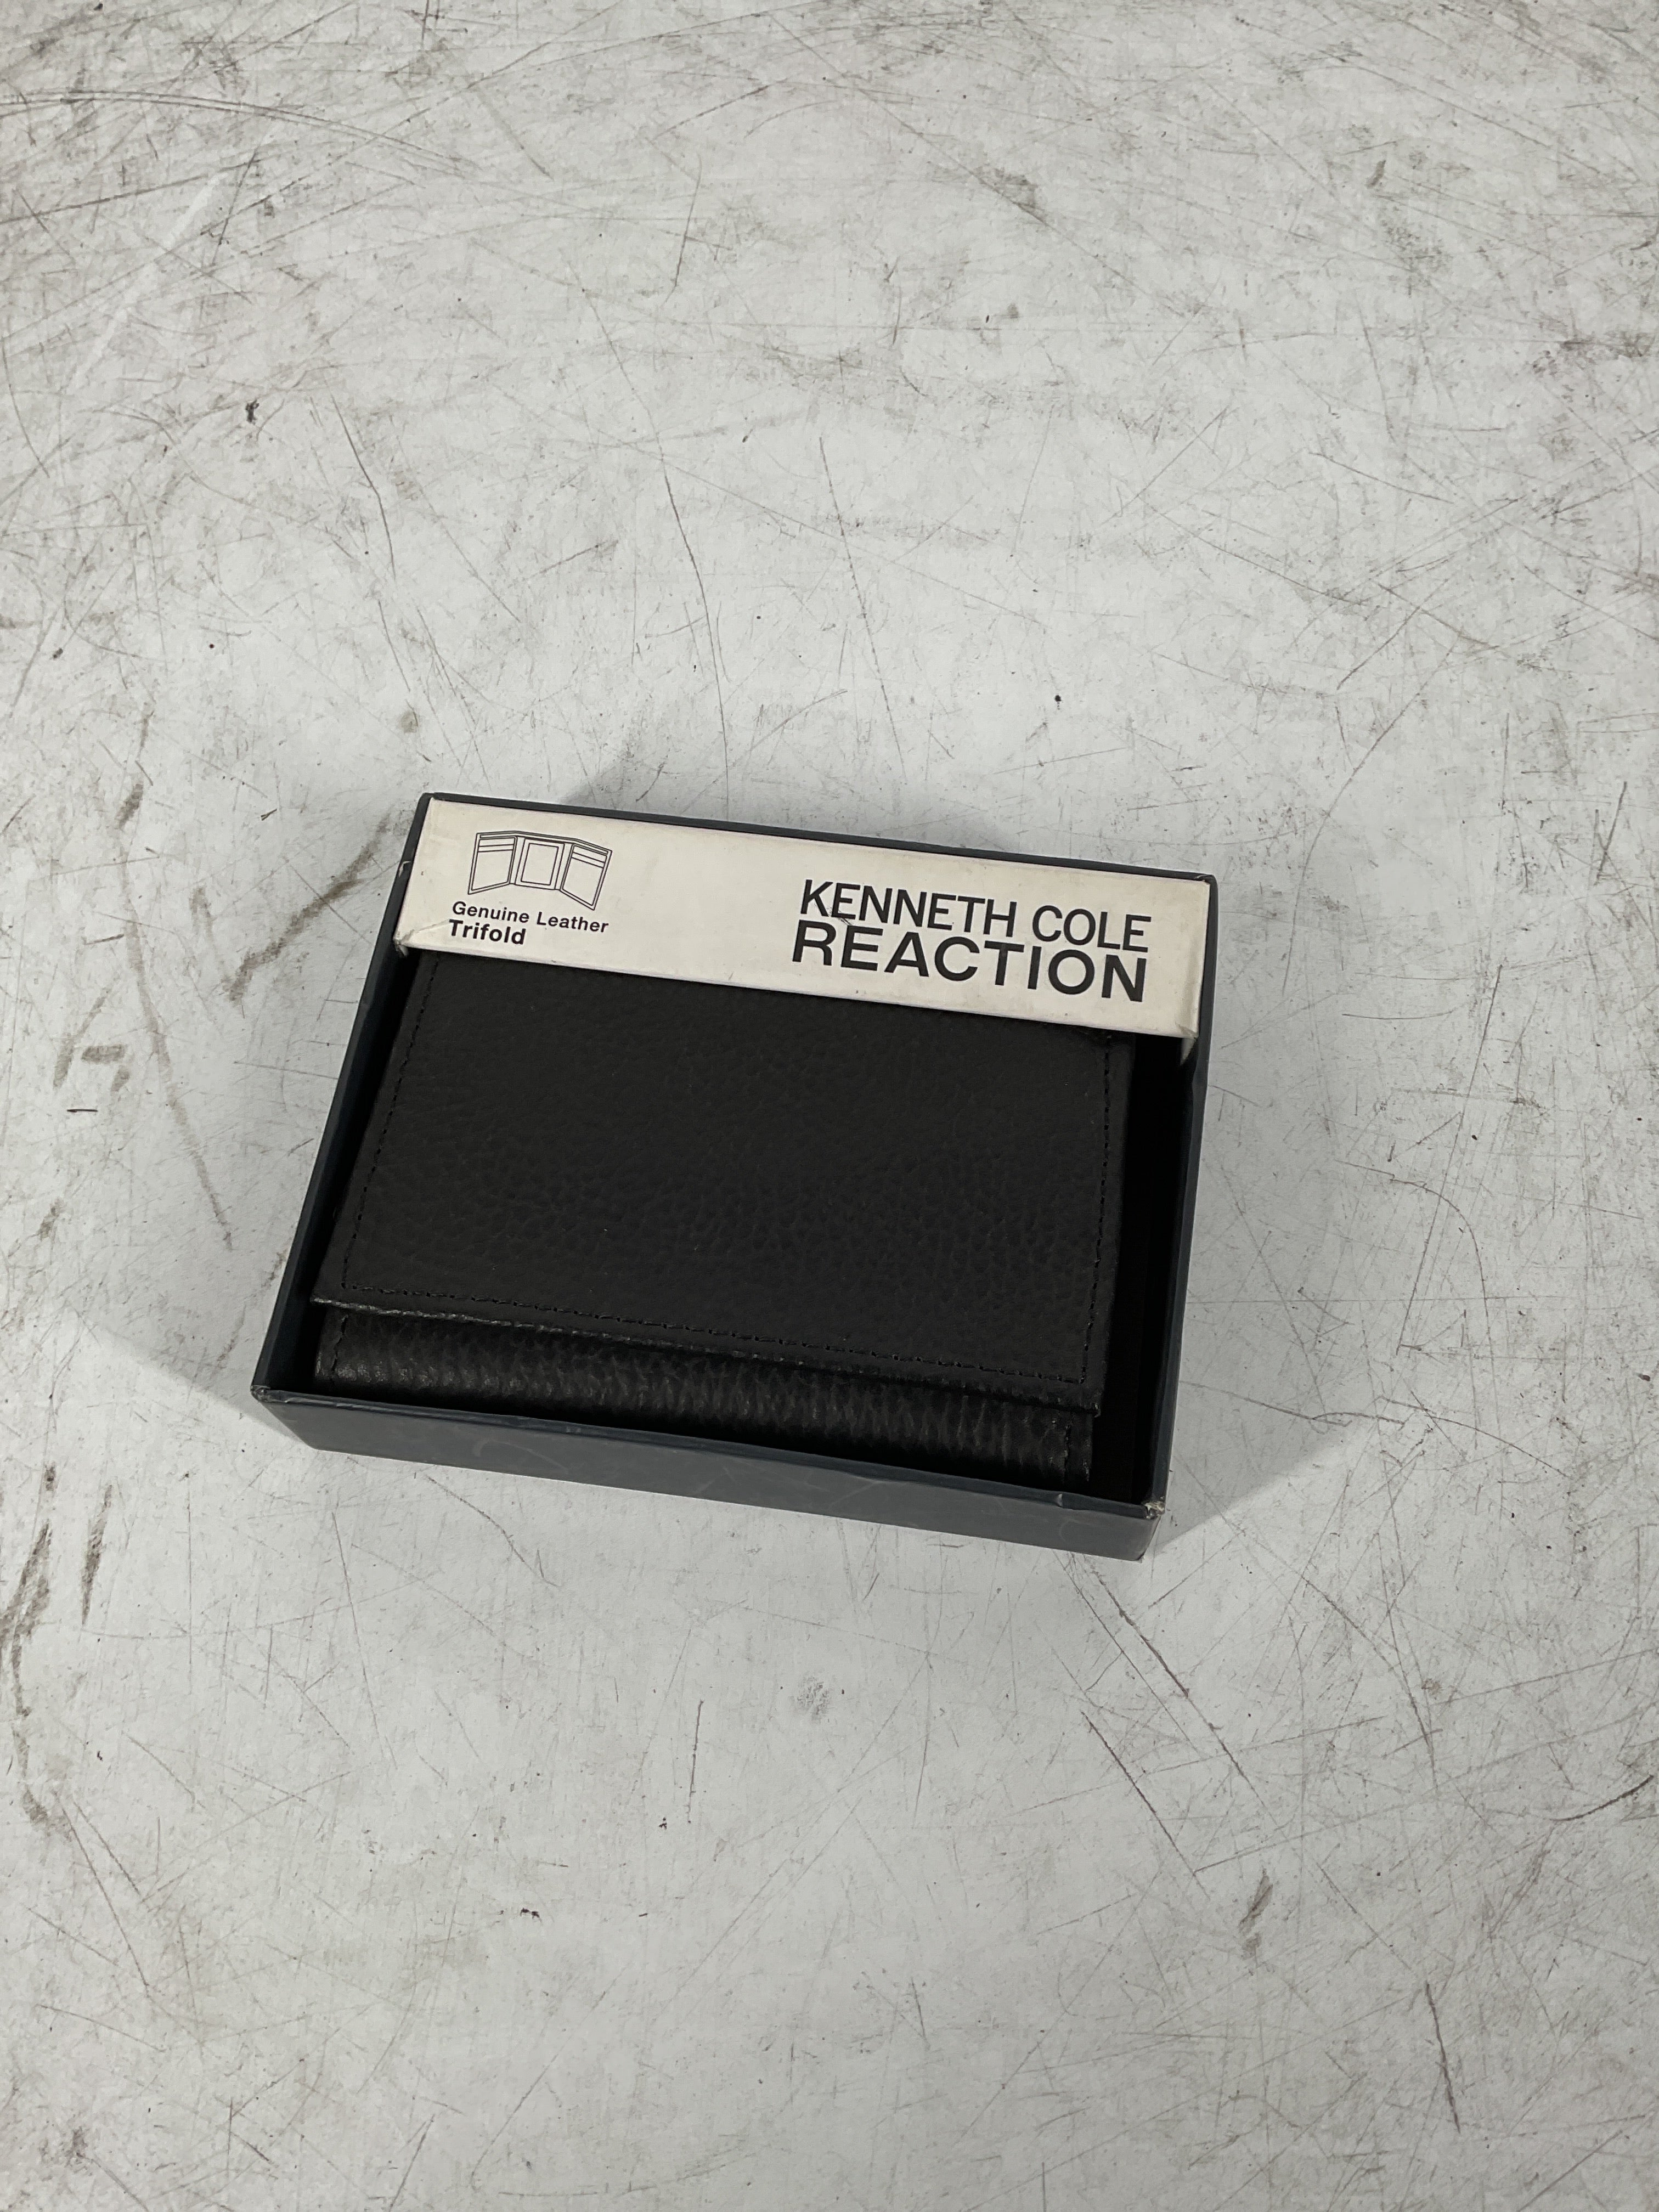 Genuine Leather
Trifold
KENNETH COLE
REACTION